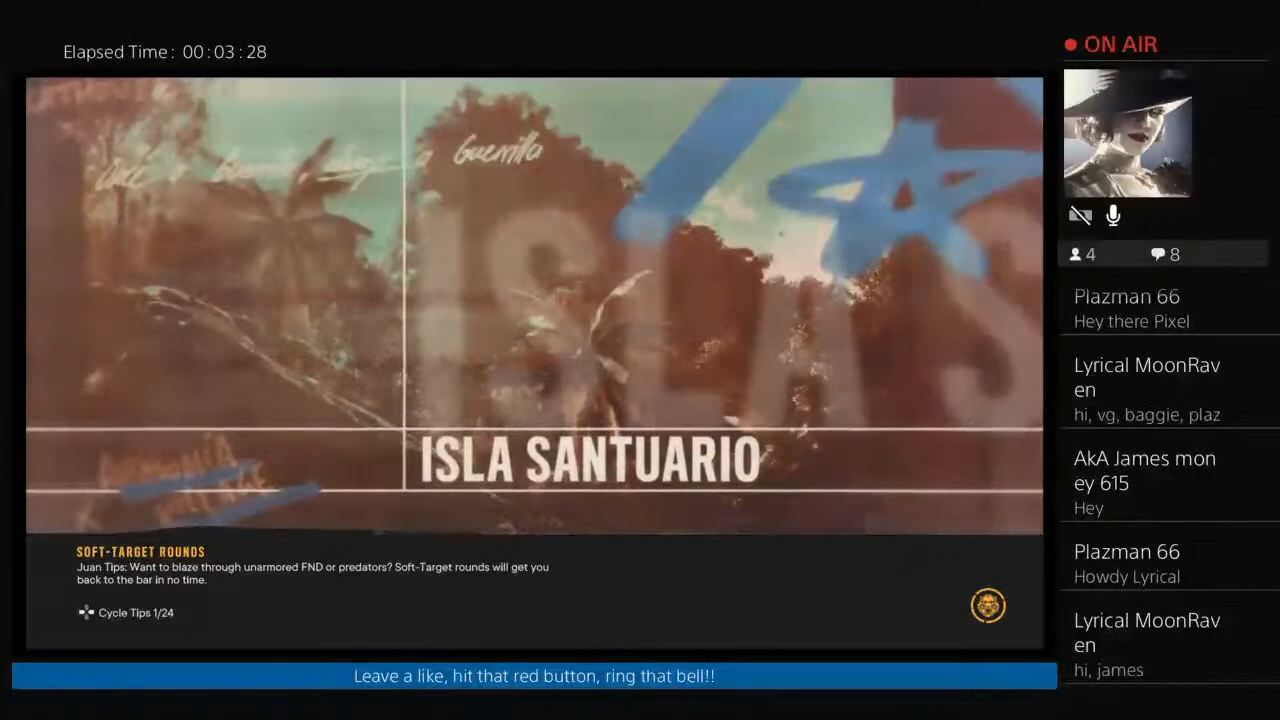 Elapsed Time: 00:03:28
ON AIR
Guerrilla
ISLAS
ISLA SANTUARIO
4 8
Plazman 66
Hey there Pixel
Lyrical MoonRav
en
hi, vg, baggie, plaz
AkA James mon
ey 615
Hey
Plazman 66
Howdy Lyrical
Lyrical MoonRav
en
hi, james
SOFT-TARGET ROUNDS
Juan Tips: Want to blaze through unarmored FND or predators? Soft-Target rounds will get you
back to the bar in no time.
Cycle Tips 1/24
Leave a like, hit that red button, ring that bell!!